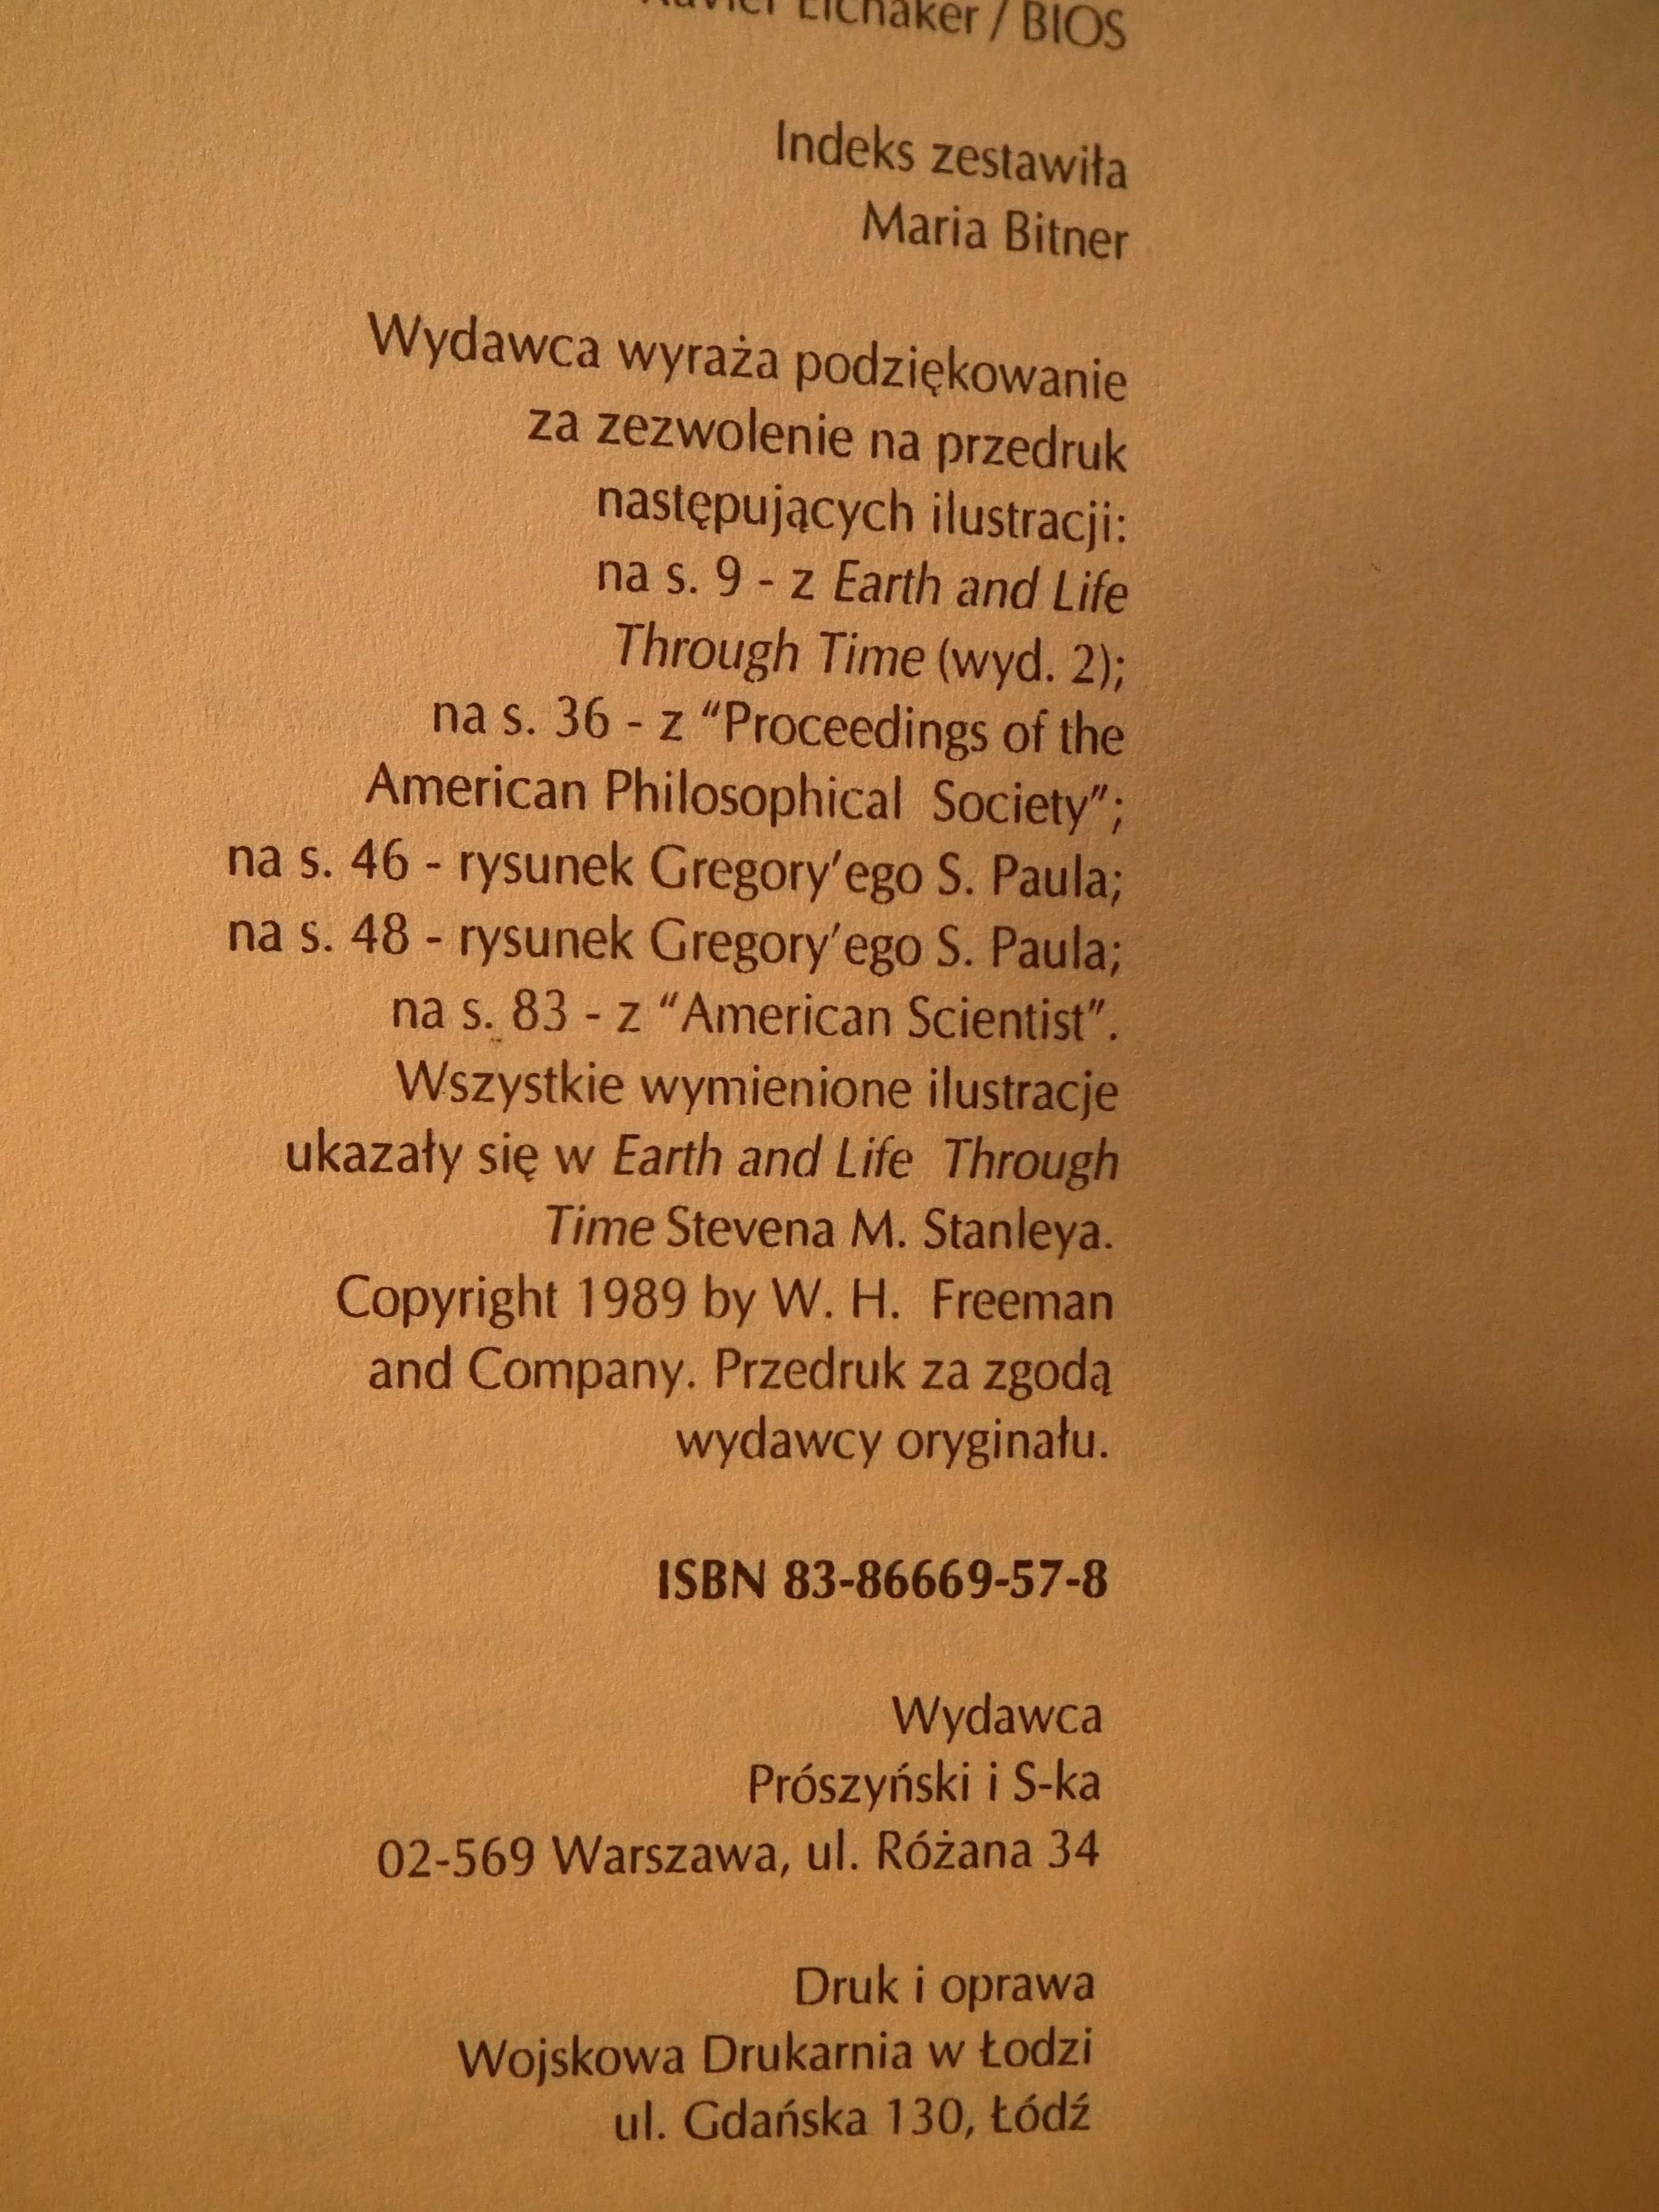 Xavier Eichaker / BIOS
Indeks zestawiła
Maria Bitner
Wydawca wyraża podziękowanie
za zezwolenie na przedruk
następujących ilustracji:
na s. 9 - z Earth and Life
Through Time (wyd. 2);
na s. 36 - z “Proceedings of the
American Philosophical Society”;
na s. 46 - rysunek Gregory’ego S. Paula;
na s. 48 - rysunek Gregory’ego S. Paula;
na s. 83 - z “American Scientist”.
Wszystkie wymienione ilustracje
ukazały się w Earth and Life Through
Time Stevena M. Stanleya.
Copyright 1989 by W. H. Freeman
and Company. Przedruk za zgodą
wydawcy oryginału.
ISBN 83-86669-57-8
Wydawca
Prószyński i S-ka
02-569 Warszawa, ul. Różana 34
Druk i oprawa
Wojskowa Drukarnia w Łodzi
ul. Gdańska 130, Łódź